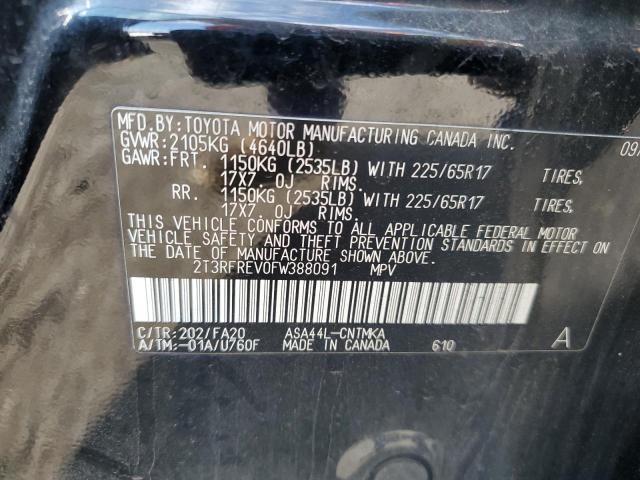 MFD.BY:TOYOTA MOTOR MANUFACTURING CANADA INC. 09/
GVWR:2105KG (4640LB)
GAWR:FRT. 1150KG (2535LB) WITH 225/65R17 TIRES,
17X7.0J RIMS.
RR. 1150KG (2535LB) WITH 225/65R17 TIRES,
17X7.0J RIMS.
THIS VEHICLE CONFORMS TO ALL APPLICABLE FEDERAL MOTOR
VEHICLE SAFETY AND THEFT PREVENTION STANDARDS IN EFFECT ON
THE DATE OF MANUFACTURE SHOWN ABOVE.
2T3RFREV0FW388091 MPV
C/TR:202/FA20 ASA44L-CNTMKA A
A/TM:-01A/U760F MADE IN CANADA 610